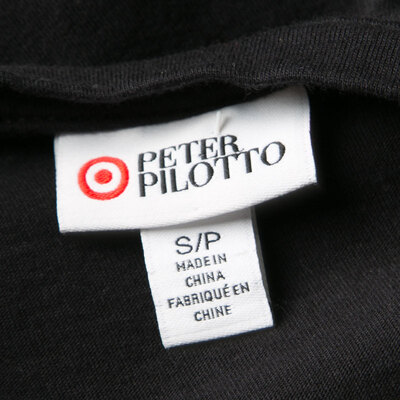 PETER
PILOTTO
S/P
MADE IN
CHINA
FABRIQUÉ EN
CHINE